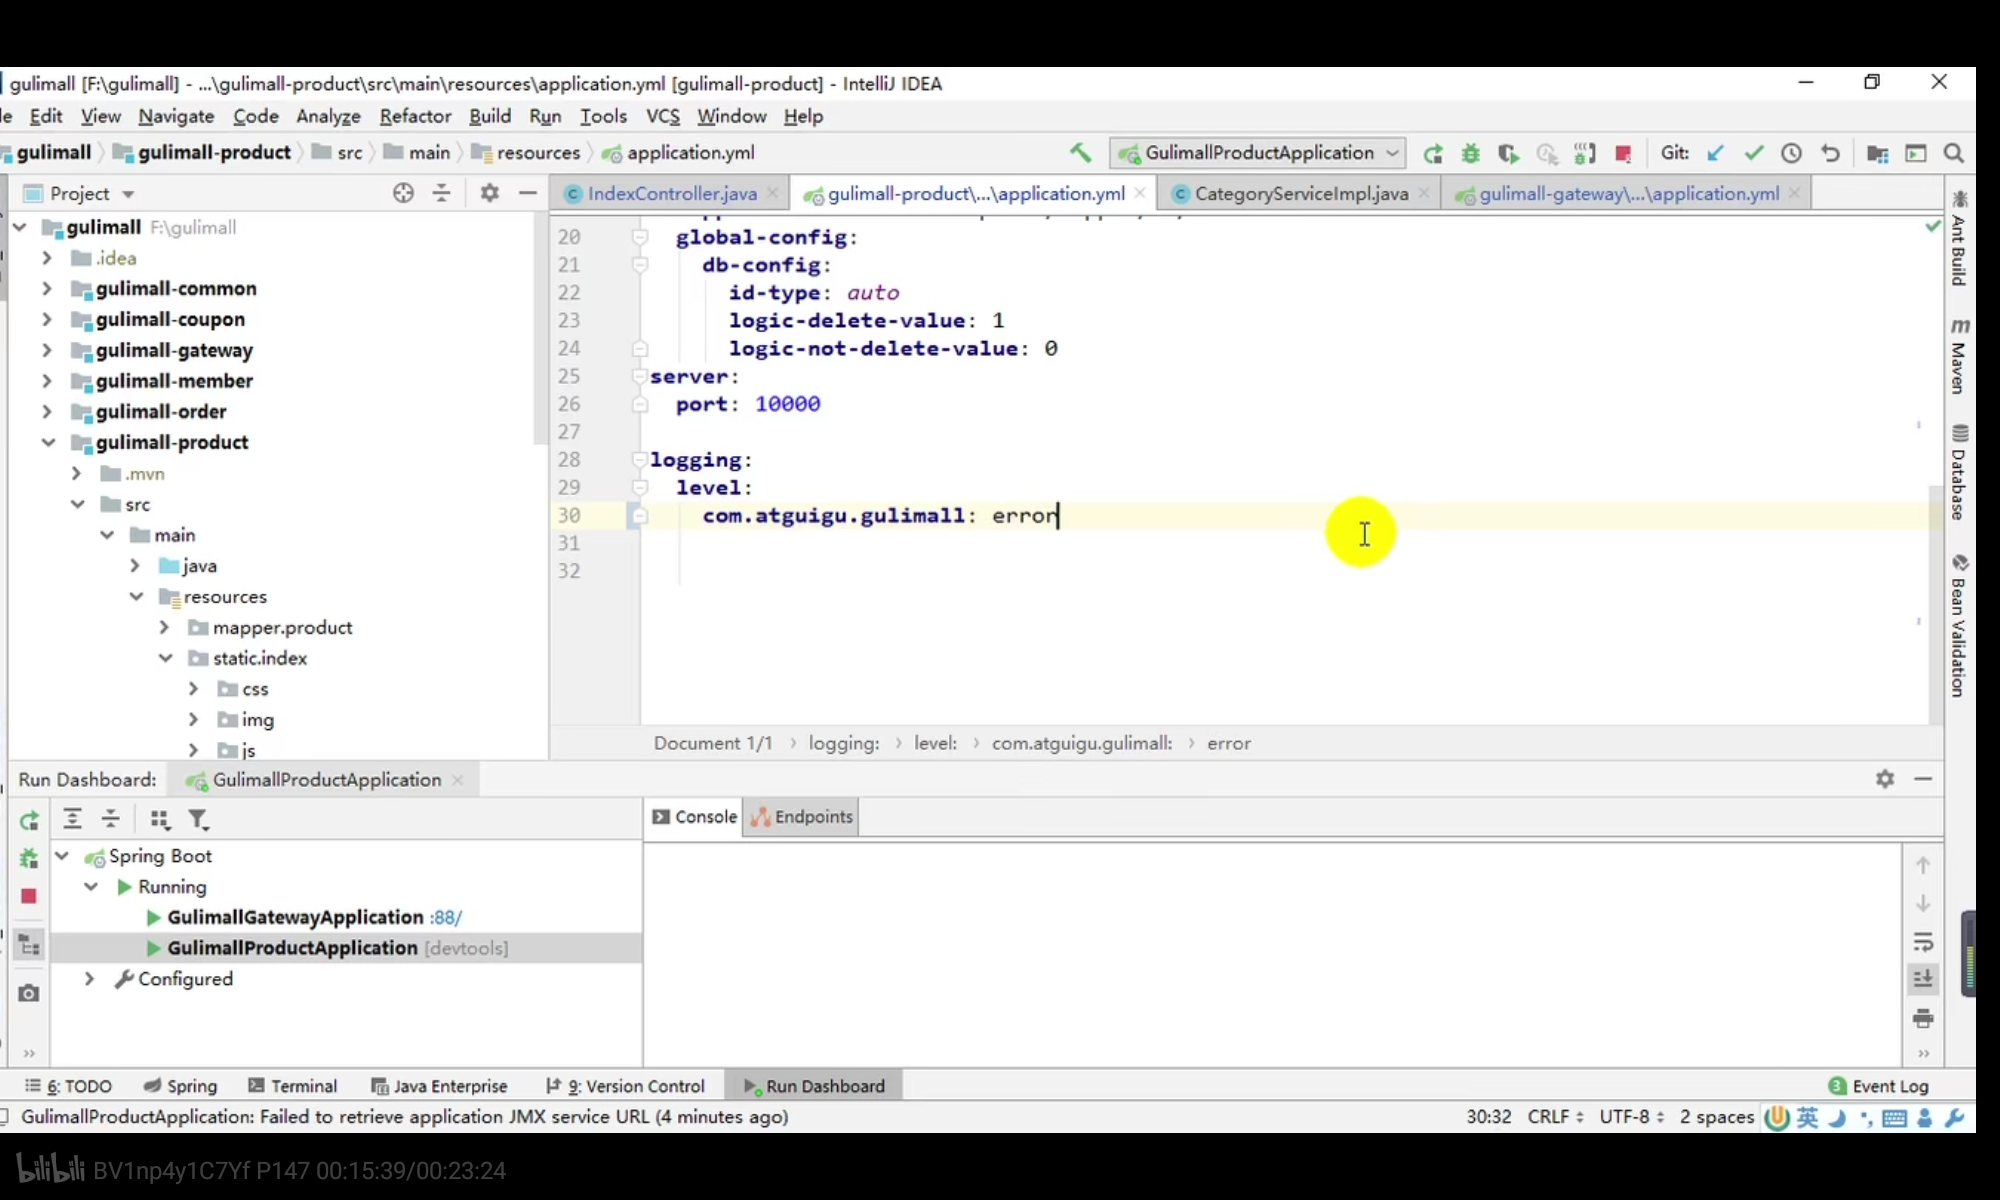 gulimall [F:\gulimall] - ...\gulimall-product\src\main\resources\application.yml [gulimall-product] - IntelliJ IDEA
Edit View Navigate Code Analyze Refactor Build Run Tools VCS Window Help
gulimall gulimall-product src main resources application.yml GulimallProductApplication Git:
Project IndexController.java gulimall-product\...\application.yml CategoryServiceImpl.java gulimall-gateway\...\application.yml
gulimall F:\gulimall
.idea
gulimall-common
gulimall-coupon
gulimall-gateway
gulimall-member
gulimall-order
gulimall-product
.mvn
src
main
java
resources
mapper.product
static.index
css
img
js
20 global-config:
21 db-config:
22 id-type: auto
23 logic-delete-value: 1
24 logic-not-delete-value: 0
25 server:
26 port: 10000
27
28 logging:
29 level:
30 com.atguigu.gulimall: error
31
32
Document 1/1 › logging: › level: › com.atguigu.gulimall: › error
Ant Build
m Maven
Database
Bean Validation
Run Dashboard: GulimallProductApplication
Console Endpoints
Spring Boot
Running
GulimallGatewayApplication :88/
GulimallProductApplication [devtools]
Configured
6: TODO Spring Terminal Java Enterprise 9: Version Control Run Dashboard 3 Event Log
GulimallProductApplication: Failed to retrieve application JMX service URL (4 minutes ago) 30:32 CRLF UTF-8 2 spaces 英
bilibili BV1np4y1C7Yf P147 00:15:39/00:23:24